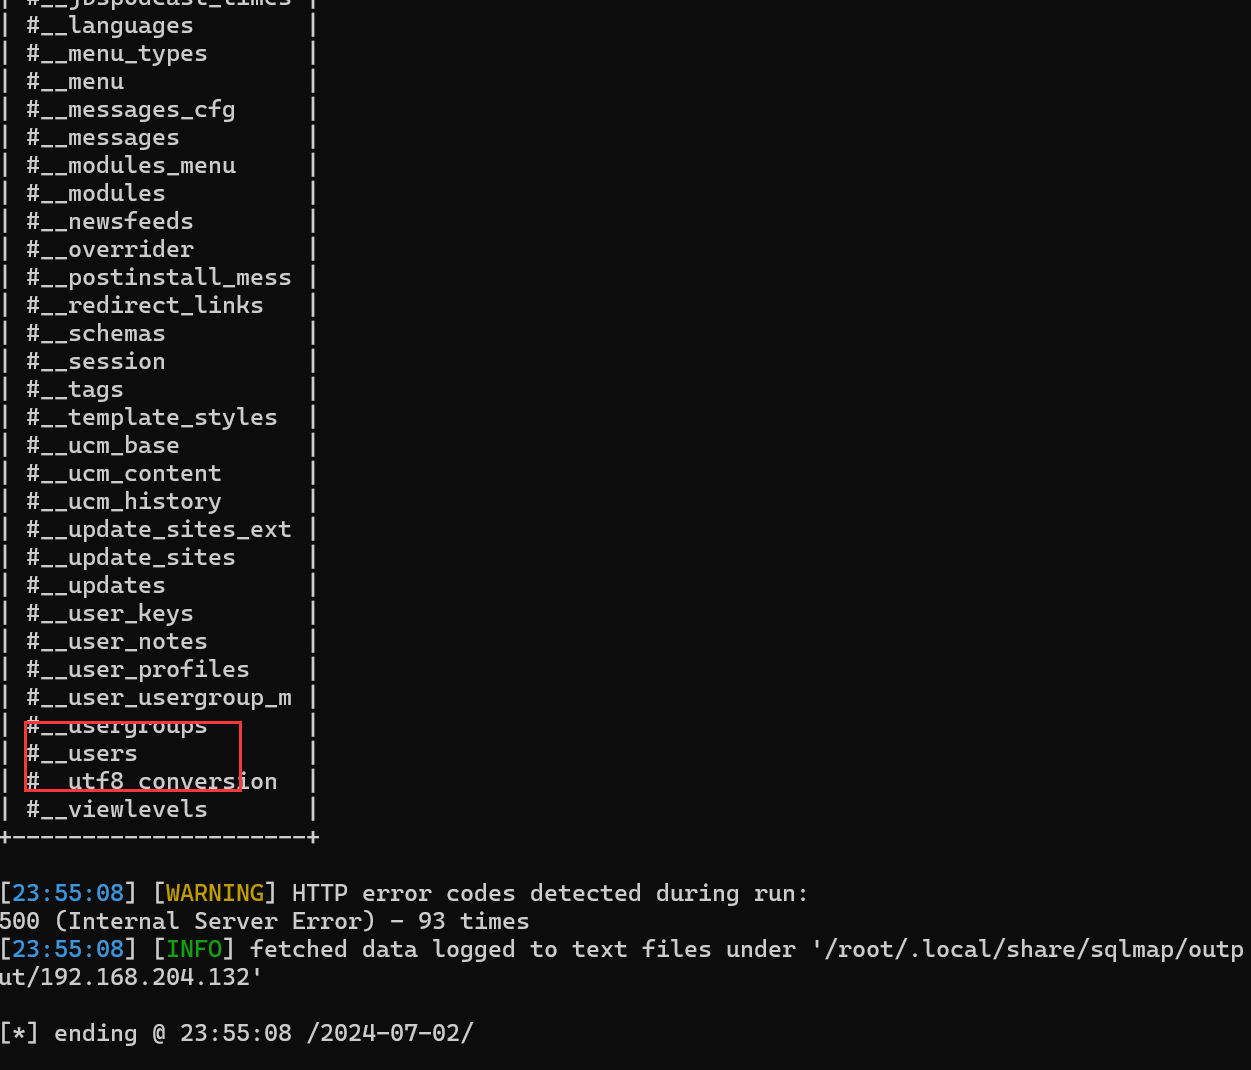 | #__jDspodcast_times |
| #__languages |
| #__menu_types |
| #__menu |
| #__messages_cfg |
| #__messages |
| #__modules_menu |
| #__modules |
| #__newsfeeds |
| #__overrider |
| #__postinstall_mess |
| #__redirect_links |
| #__schemas |
| #__session |
| #__tags |
| #__template_styles |
| #__ucm_base |
| #__ucm_content |
| #__ucm_history |
| #__update_sites_ext |
| #__update_sites |
| #__updates |
| #__user_keys |
| #__user_notes |
| #__user_profiles |
| #__user_usergroup_m |
| #__usergroups |
| #__users |
| #__utf8_conversion |
| #__viewlevels |
+---------------------+
[23:55:08] [WARNING] HTTP error codes detected during run:
500 (Internal Server Error) - 93 times
[23:55:08] [INFO] fetched data logged to text files under '/root/.local/share/sqlmap/outp
ut/192.168.204.132'
[*] ending @ 23:55:08 /2024-07-02/